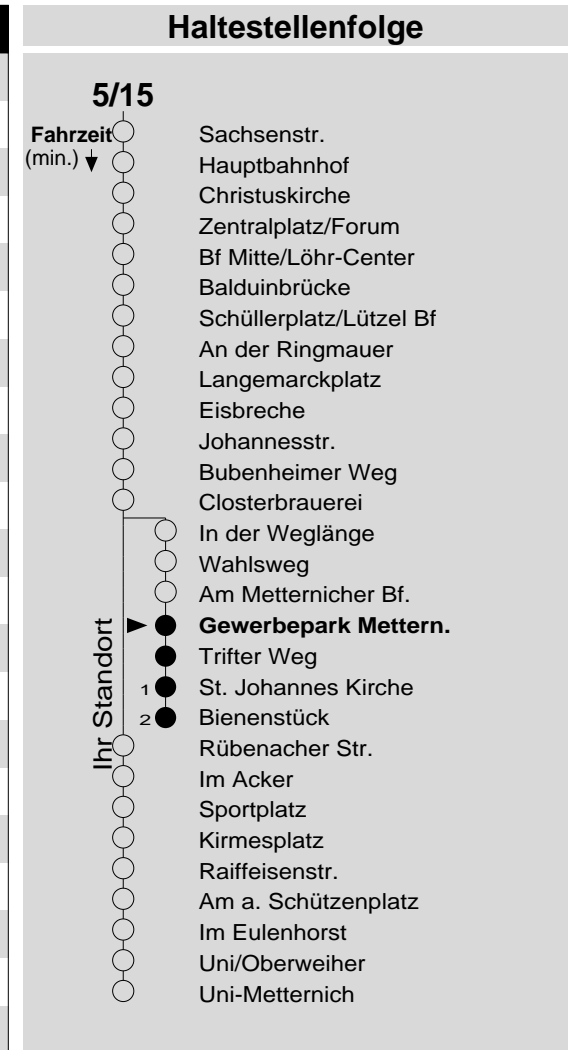 Haltestellenfolge
5/15
Fahrzeit Sachsenstr.
(min.) Hauptbahnhof
Christuskirche
Zentralplatz/Forum
Bf Mitte/Löhr-Center
Balduinbrücke
Schüllerplatz/Lützel Bf
An der Ringmauer
Langemarckplatz
Eisbreche
Johannesstr.
Bubenheimer Weg
Closterbrauerei
In der Weglänge
Wahlsweg
Am Metternicher Bf.
Ihr Standort
Gewerbepark Mettern.
Trifter Weg
1 St. Johannes Kirche
2 Bienenstück
Rübenacher Str.
Im Acker
Sportplatz
Kirmesplatz
Raiffeisenstr.
Am a. Schützenplatz
Im Eulenhorst
Uni/Oberweiher
Uni-Metternich